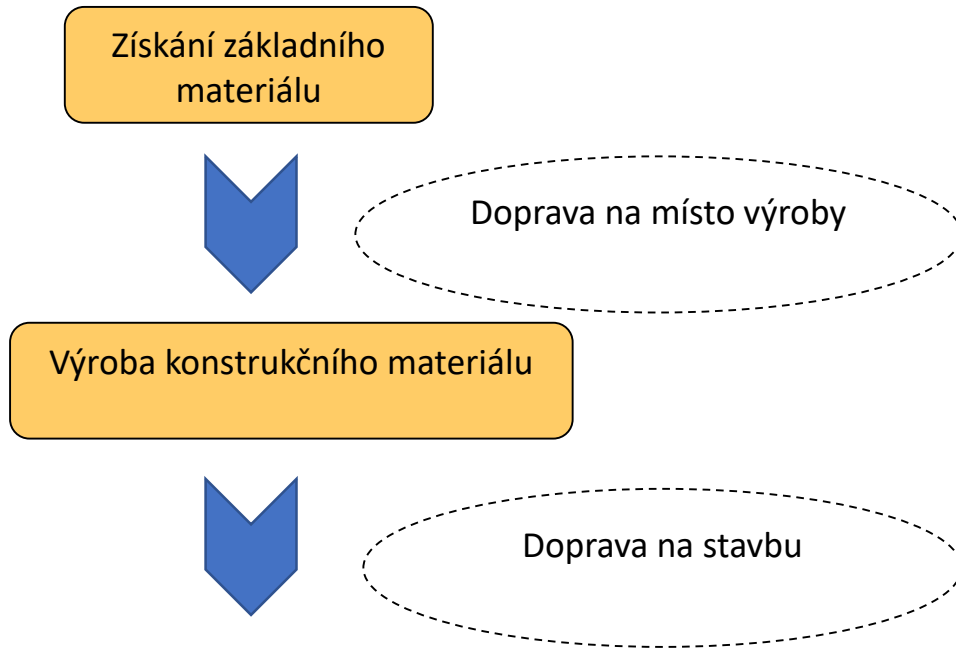 Získání základního
materiálu
Doprava na místo výroby
Výroba konstrukčního materiálu
Doprava na stavbu